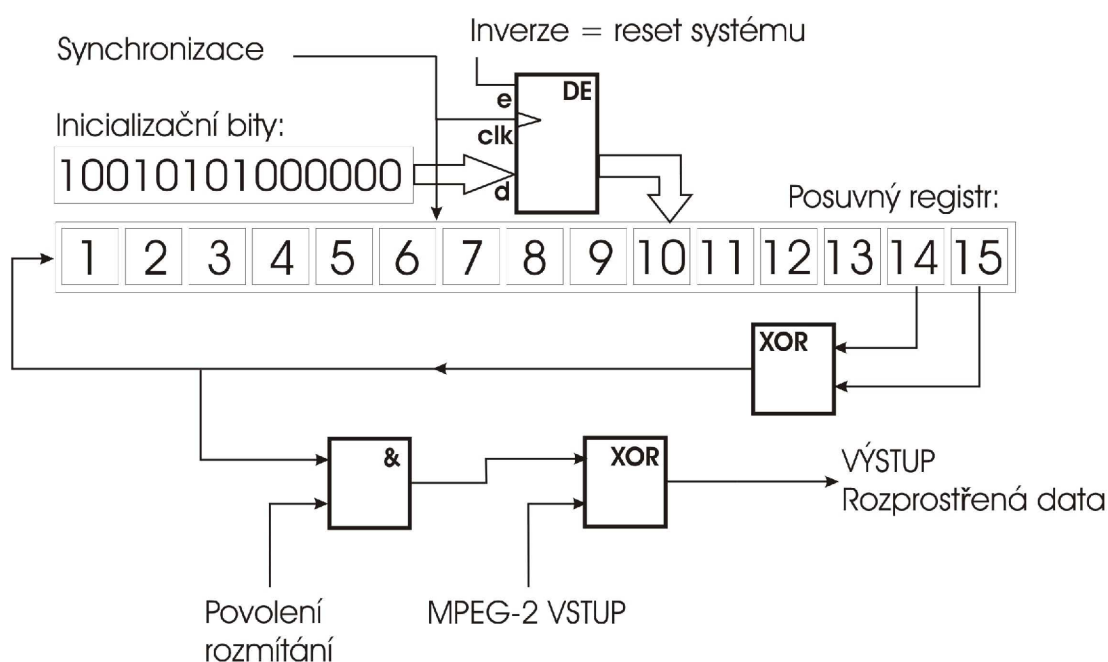 Inverze = reset systému
Synchronizace
DE
e
clk
d
Inicializační bity:
100101010000000
Posuvný registr:
1 2 3 4 5 6 7 8 9 10 11 12 13 14 15
XOR
&
XOR
VÝSTUP
Rozprostřená data
Povolení
rozmítání
MPEG-2 VSTUP